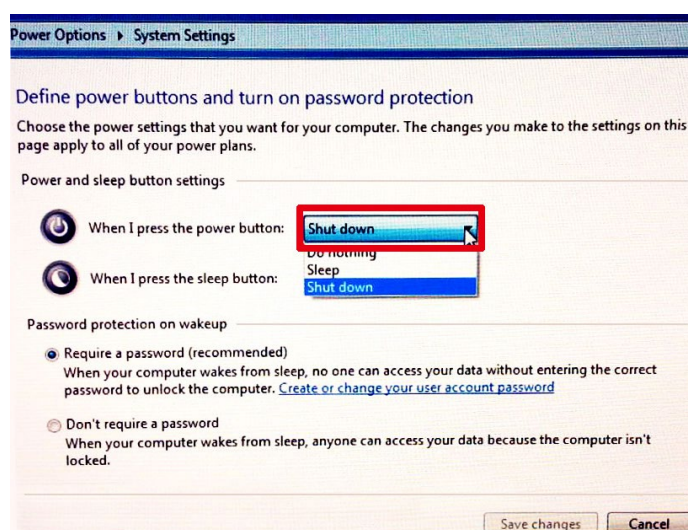 Power Options ▸ System Settings
Define power buttons and turn on password protection
Choose the power settings that you want for your computer. The changes you make to the settings on this
page apply to all of your power plans.
Power and sleep button settings
When I press the power button: Shut down
Do nothing
Sleep
When I press the sleep button:
Shut down
Password protection on wakeup
Require a password (recommended)
When your computer wakes from sleep, no one can access your data without entering the correct
password to unlock the computer. Create or change your user account password
Don't require a password
When your computer wakes from sleep, anyone can access your data because the computer isn't
locked.
Save changes Cancel